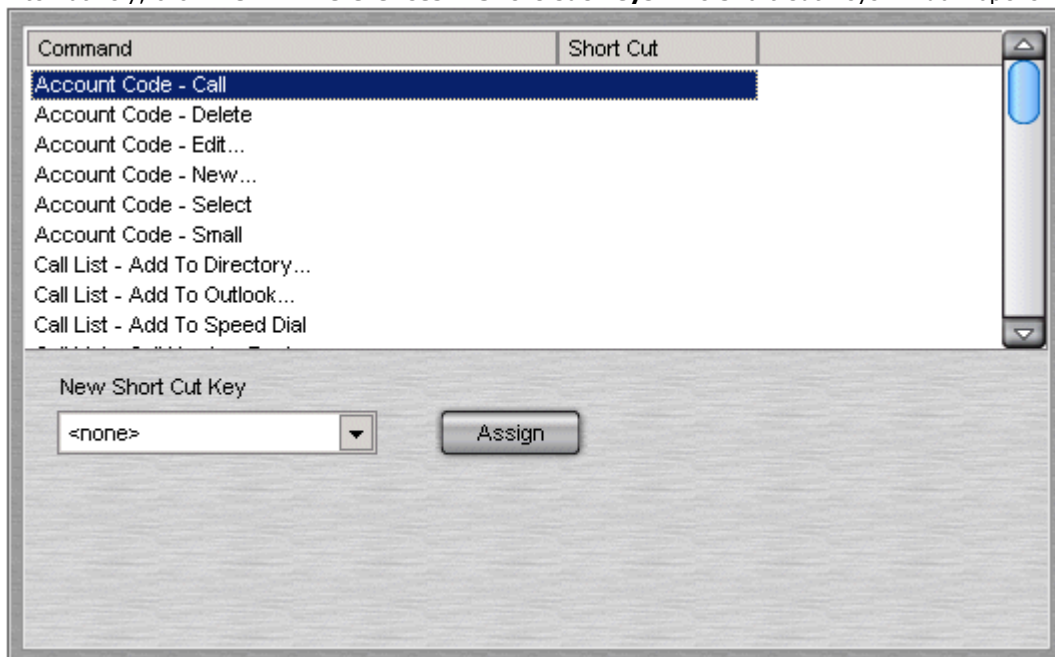 Command Short Cut
Account Code - Call
Account Code - Delete
Account Code - Edit...
Account Code - New...
Account Code - Select
Account Code - Small
Call List - Add To Directory...
Call List - Add To Outlook...
Call List - Add To Speed Dial
New Short Cut Key
<none>
Assign